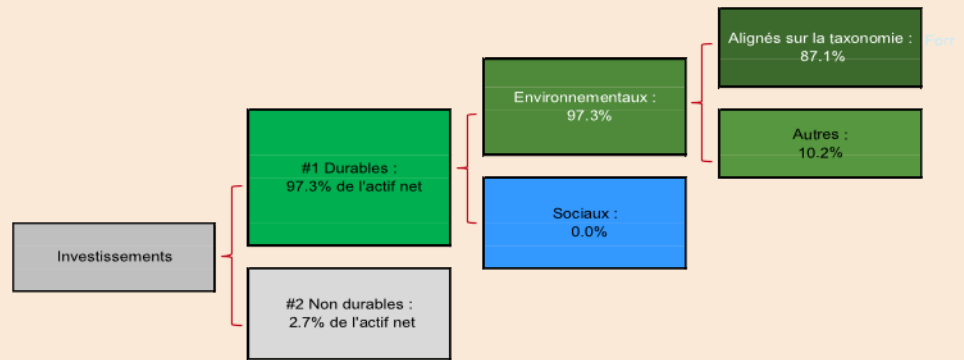 Alignés sur la taxonomie :
87.1%
Environnementaux :
97.3%
Autres :
10.2%
#1 Durables :
97.3% de l'actif net
Sociaux :
0.0%
Investissements
#2 Non durables :
2.7% de l'actif net